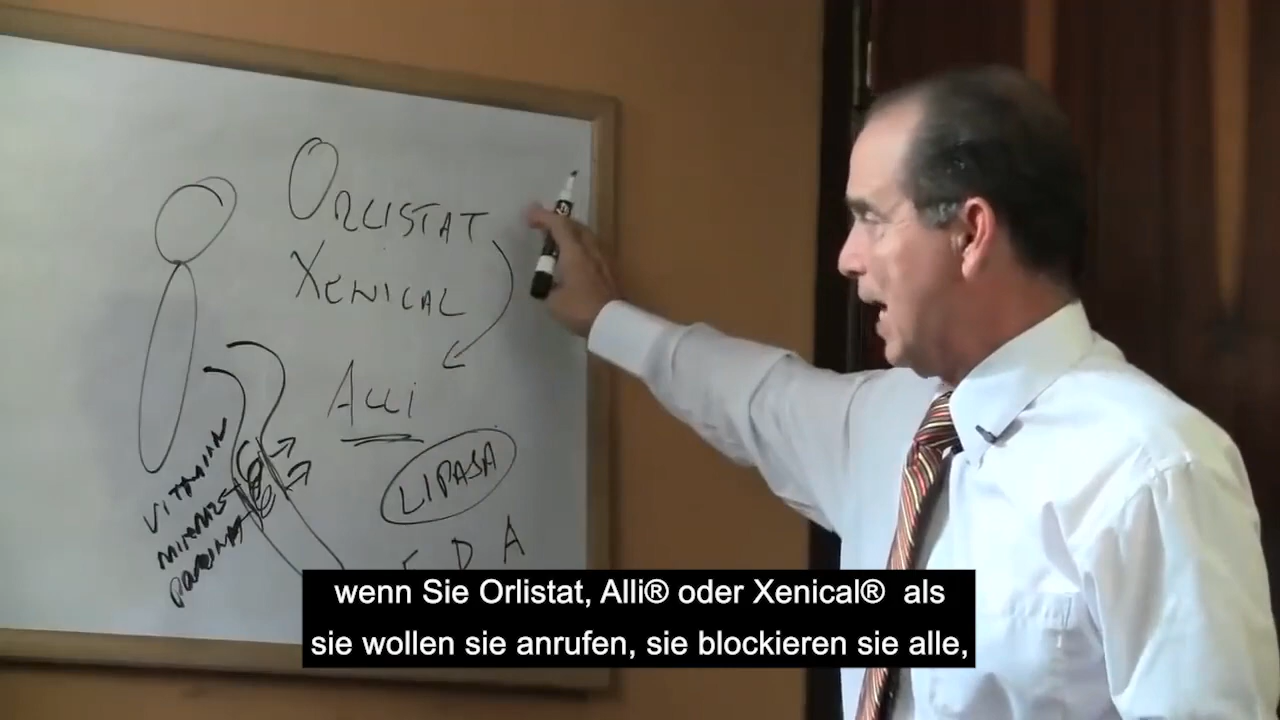 ORLISTAT
XENICAL
ALLI
LIPASA
FDA
VITAMIN
wenn Sie Orlistat, Alli® oder Xenical® als
sie wollen sie anrufen, sie blockieren sie alle,